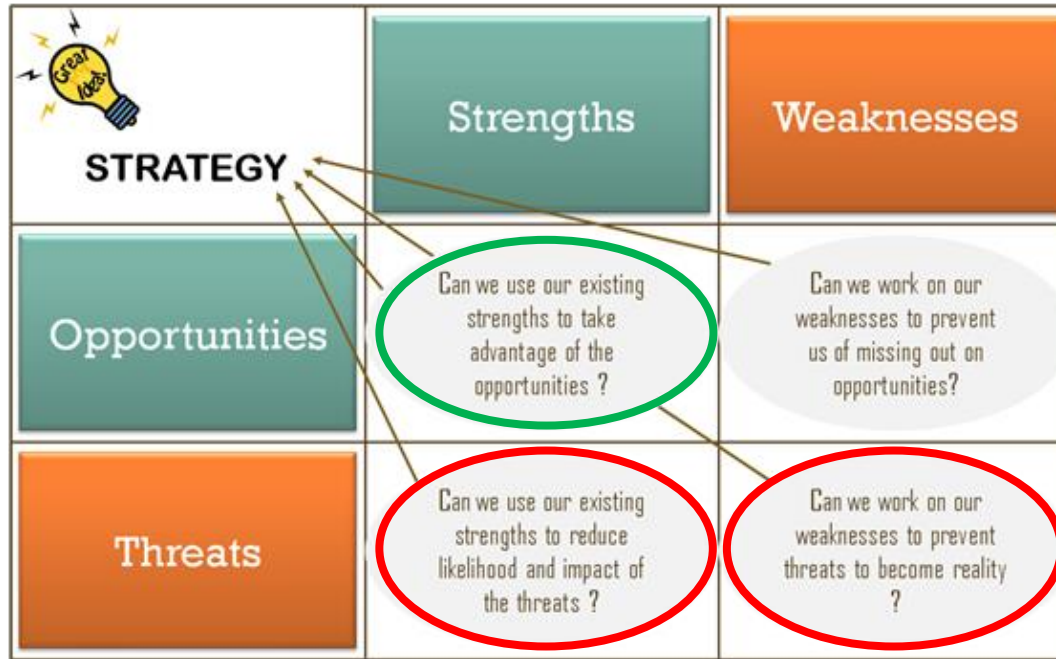 Great
Idea!
STRATEGY
Strengths
Weaknesses
Opportunities
Can we use our existing
strengths to take
advantage of the
opportunities ?
Can we work on our
weaknesses to prevent
us of missing out on
opportunities?
Threats
Can we use our existing
strengths to reduce
likelihood and impact of
the threats ?
Can we work on our
weaknesses to prevent
threats to become reality
?